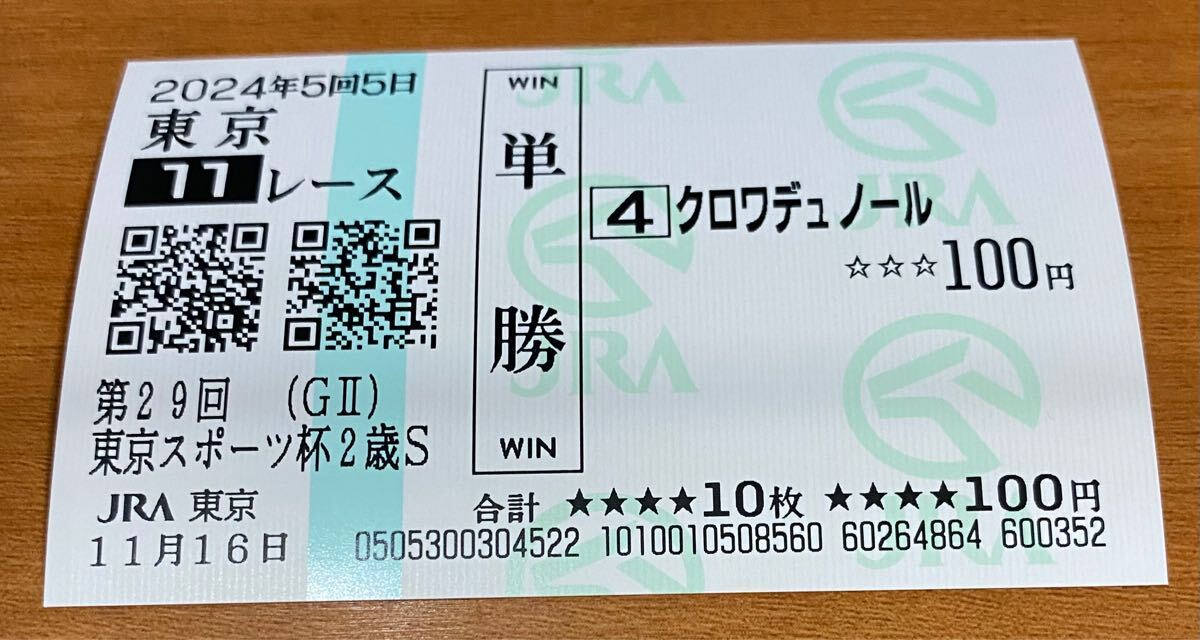 2024年5回5日
東京
11レース
第29回 (GⅡ)
東京スポーツ杯2歳S
JRA 東京
11月16日
WIN
単勝
WIN
4 クロワデュノール
☆☆☆100円
合計 ★★★★10枚 ★★★★100円
0505300304522 1010010508560 60264864 600352
JRA
JRA
JRA
JRA